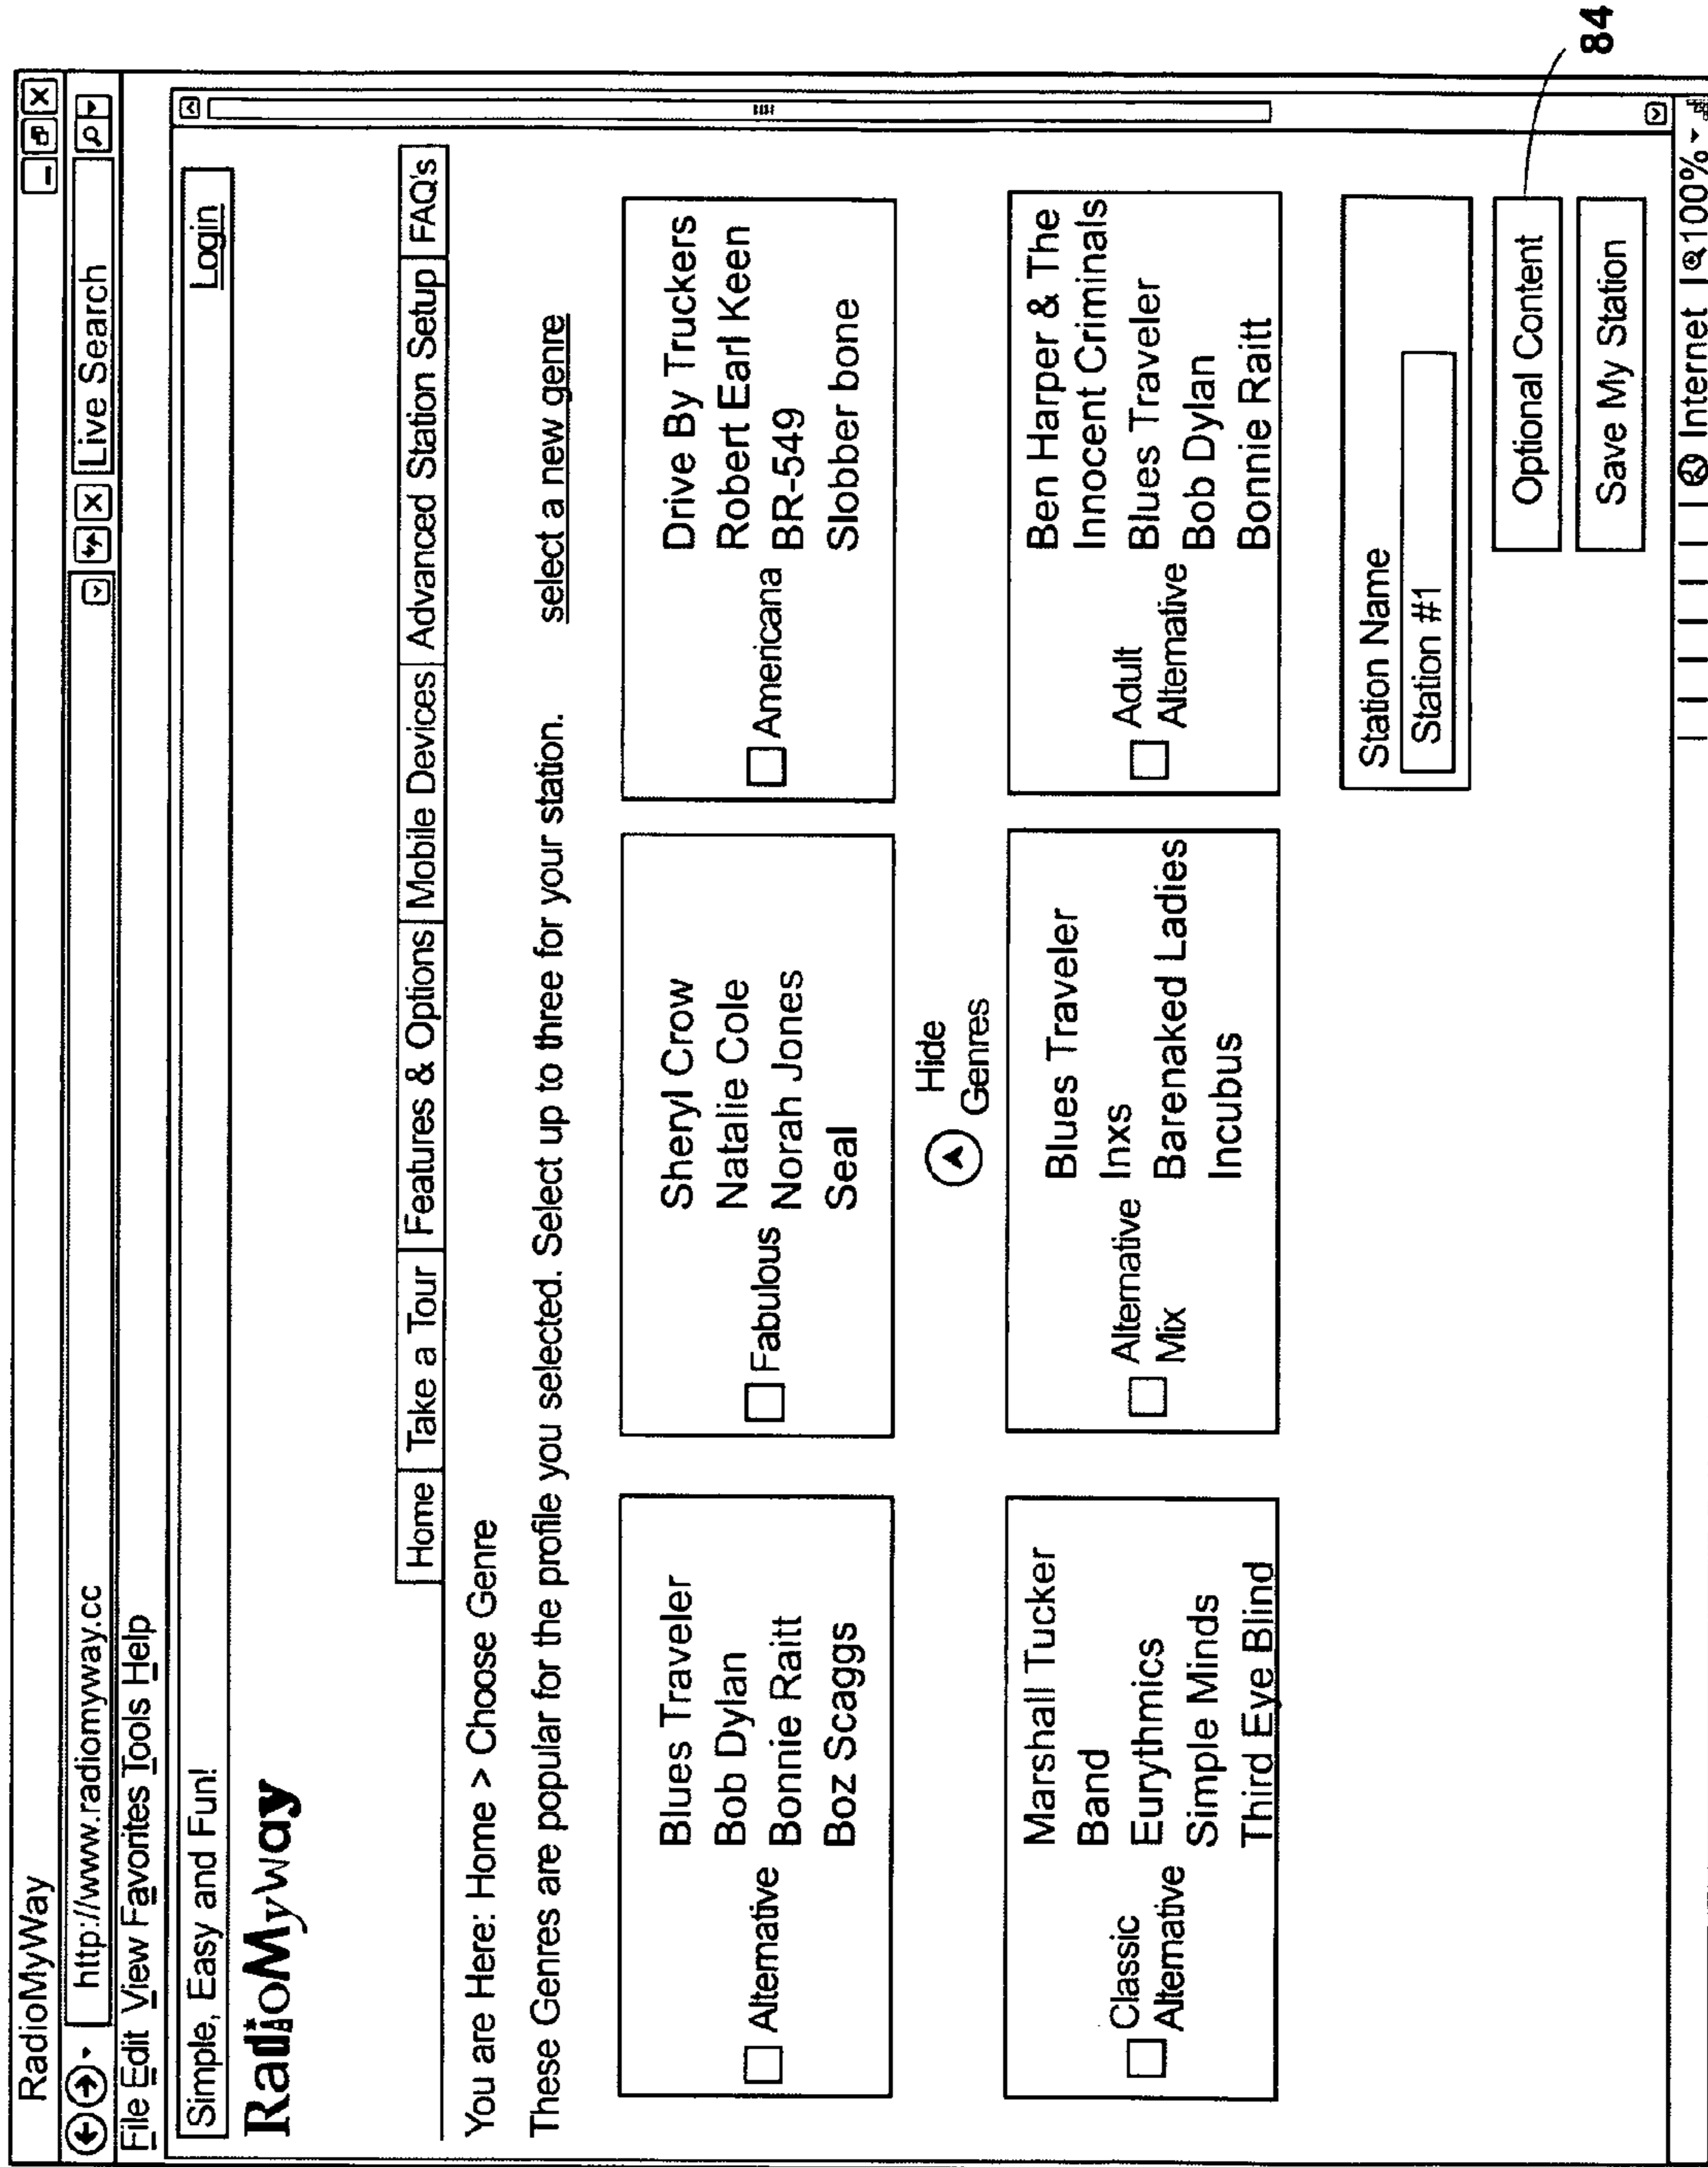 RadioMyWay
http://www.radiomyway.cc
Live Search
File Edit View Favorites Tools Help
Simple, Easy and Fun!
Login
RadioMyway
Home
Take a Tour
Features & Options
Mobile Devices
Advanced Station Setup
FAQ's
You are Here: Home > Choose Genre
These Genres are popular for the profile you selected. Select up to three for your station.
select a new genre
Alternative
Blues Traveler
Bob Dylan
Bonnie Raitt
Boz Scaggs
Fabulous
Sheryl Crow
Natalie Cole
Norah Jones
Seal
Americana
Drive By Truckers
Robert Earl Keen
BR-549
Slobber bone
Hide
Genres
Classic
Alternative
Marshall Tucker
Band
Eurythmics
Simple Minds
Third Eye Blind
Alternative
Mix
Blues Traveler
Inxs
Barenaked Ladies
Incubus
Adult
Alternative
Ben Harper & The
Innocent Criminals
Blues Traveler
Bob Dylan
Bonnie Raitt
Station Name
Station #1
Optional Content
84
Save My Station
Internet
100%